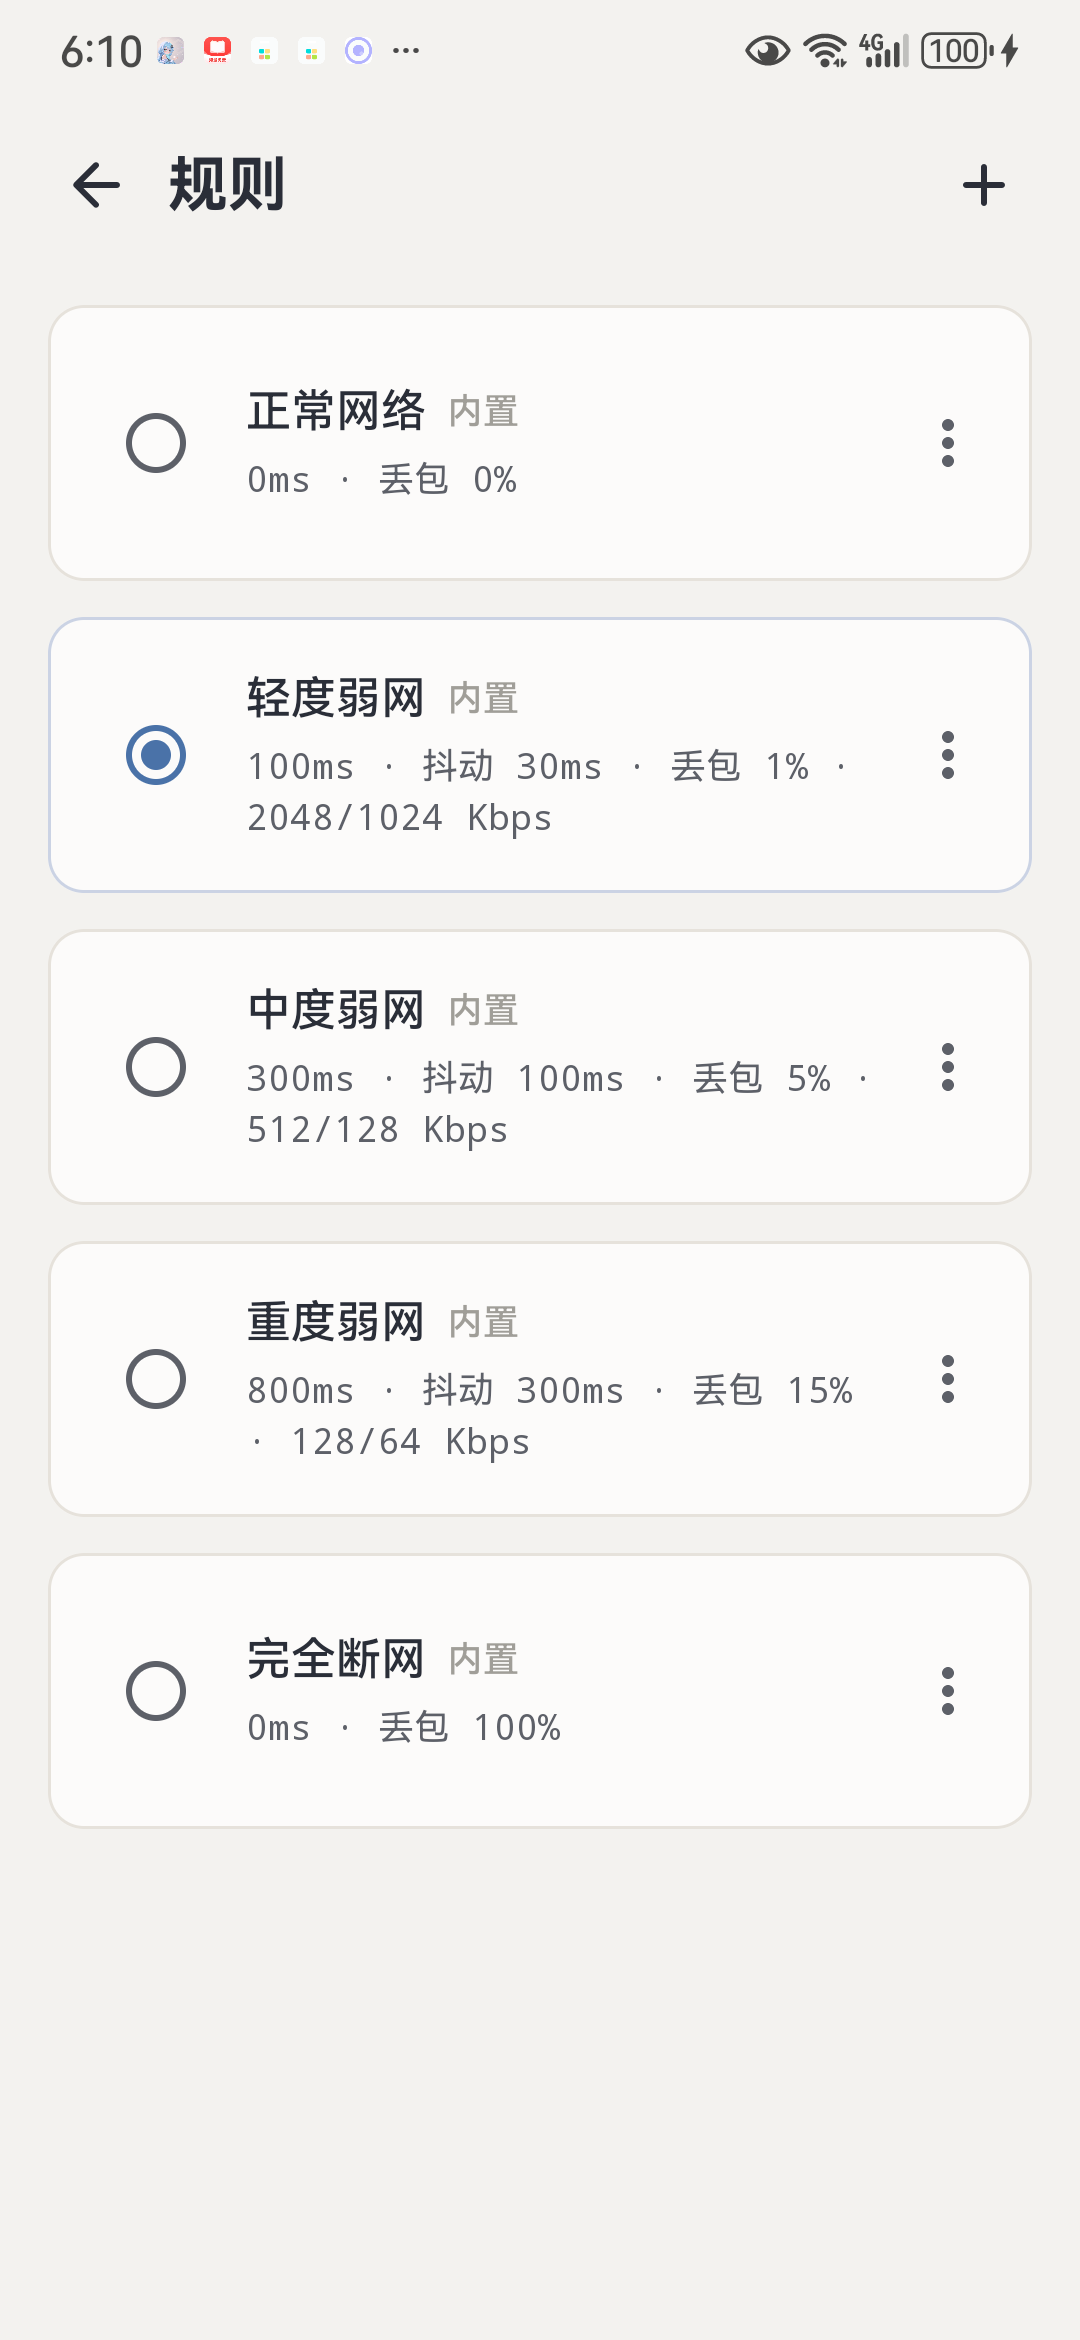 6:10 ··· 4G 100
规则
正常网络 内置
0ms · 丢包 0%
轻度弱网 内置
100ms · 抖动 30ms · 丢包 1% ·
2048/1024 Kbps
中度弱网 内置
300ms · 抖动 100ms · 丢包 5% ·
512/128 Kbps
重度弱网 内置
800ms · 抖动 300ms · 丢包 15%
· 128/64 Kbps
完全断网 内置
0ms · 丢包 100%